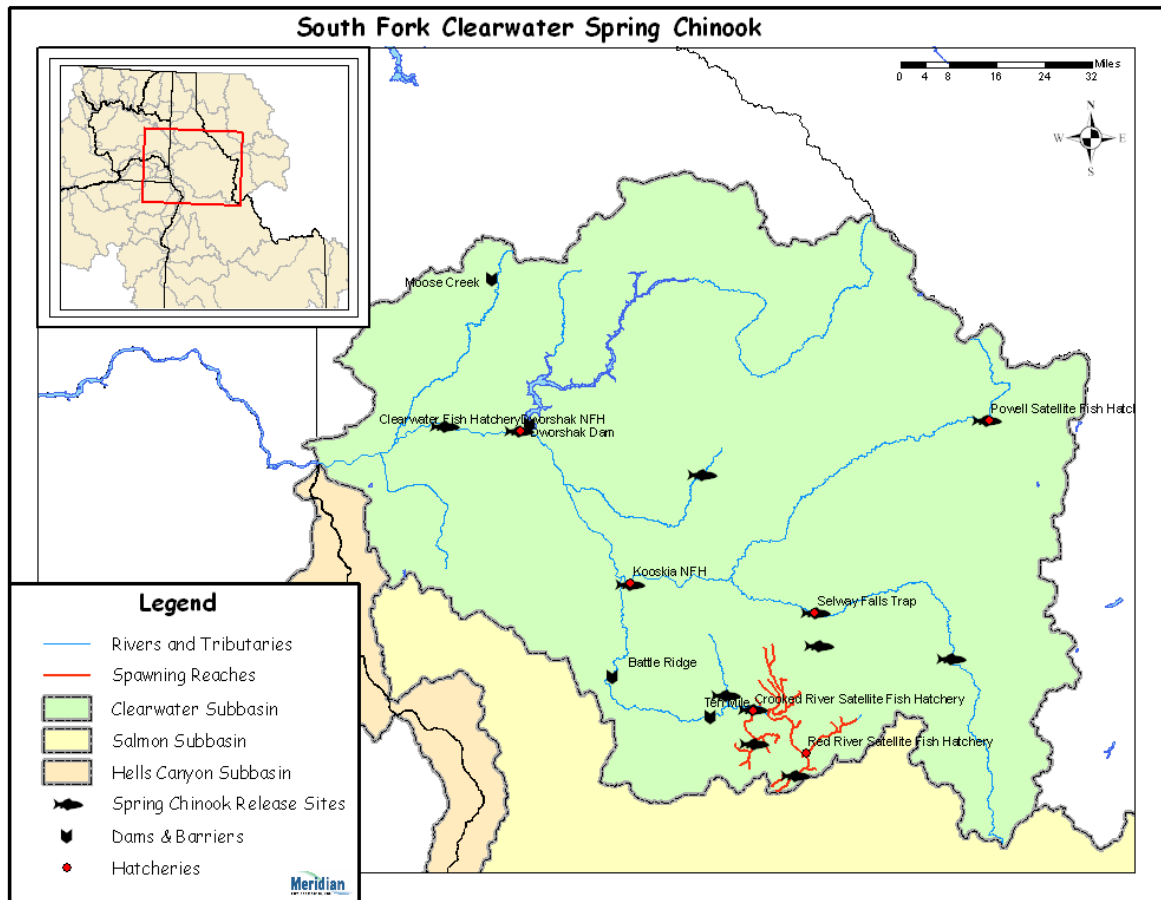 South Fork Clearwater Spring Chinook
Miles
0 4 8 16 24 32
N
W E
S
Moose Creek
Clearwater Fish Hatchery
Dworshak NFH
Dworshak Dam
Powell Satellite Fish Hatcl
Kooskia NFH
Selway Falls Trap
Battle Ridge
Crooked River Satellite Fish Hatchery
Red River Satellite Fish Hatchery
Legend
Rivers and Tributaries
Spawning Reaches
Clearwater Subbasin
Salmon Subbasin
Hells Canyon Subbasin
Spring Chinook Release Sites
Dams & Barriers
Hatcheries
Meridian